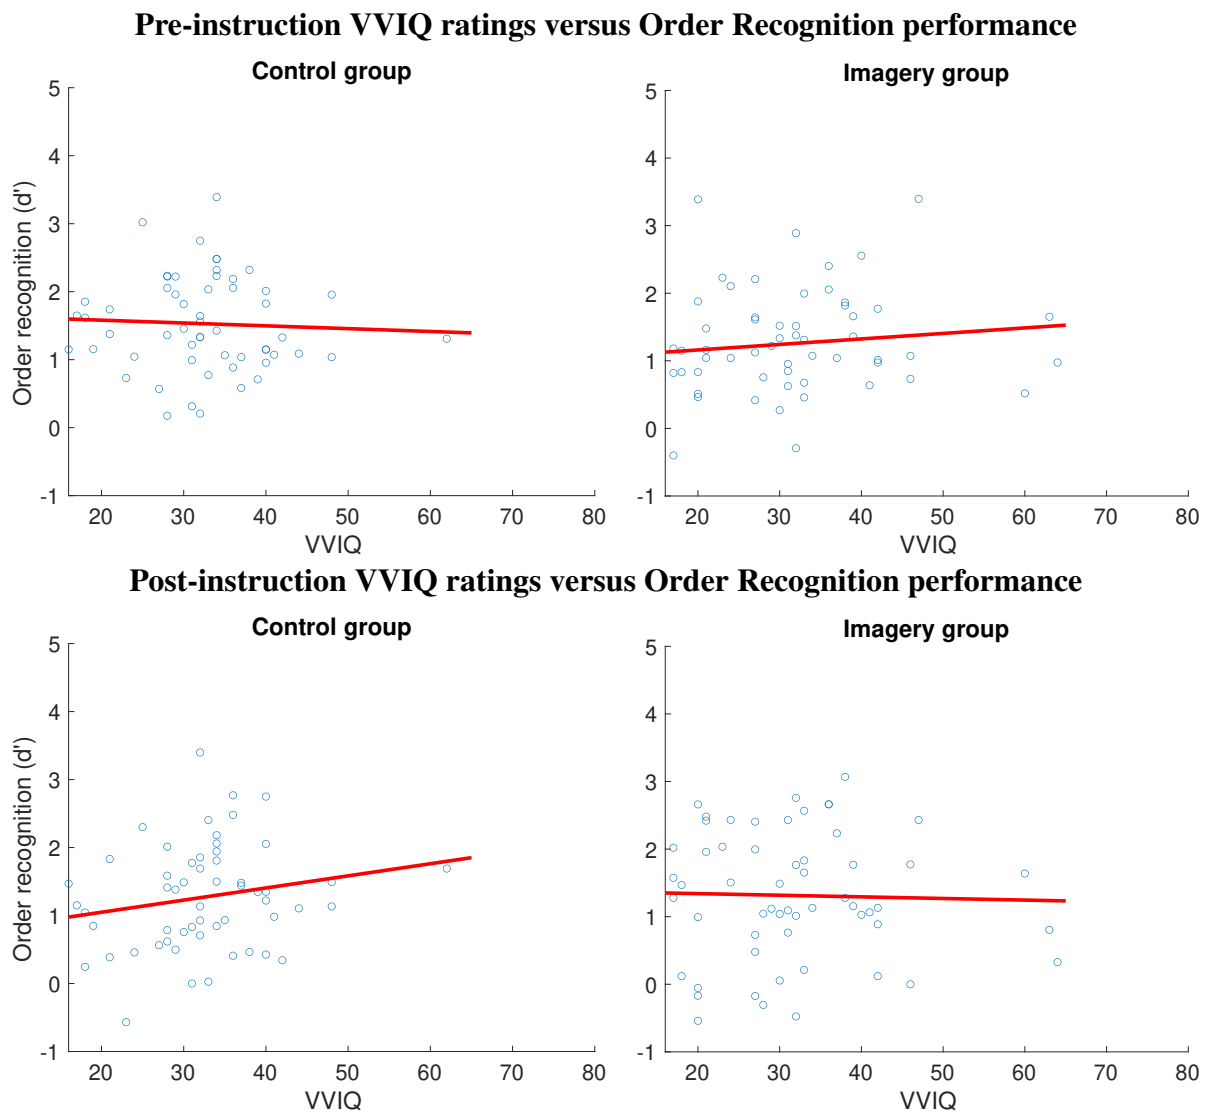 Pre-instruction VVIQ ratings versus Order Recognition performance
Control group
5
4
3
2
1
0
-1
Order recognition (d')
20 30 40 50 60 70 80
VVIQ
Imagery group
5
4
3
2
1
0
-1
20 30 40 50 60 70 80
VVIQ
Post-instruction VVIQ ratings versus Order Recognition performance
Control group
5
4
3
2
1
0
-1
Order recognition (d')
20 30 40 50 60 70 80
VVIQ
Imagery group
5
4
3
2
1
0
-1
20 30 40 50 60 70 80
VVIQ